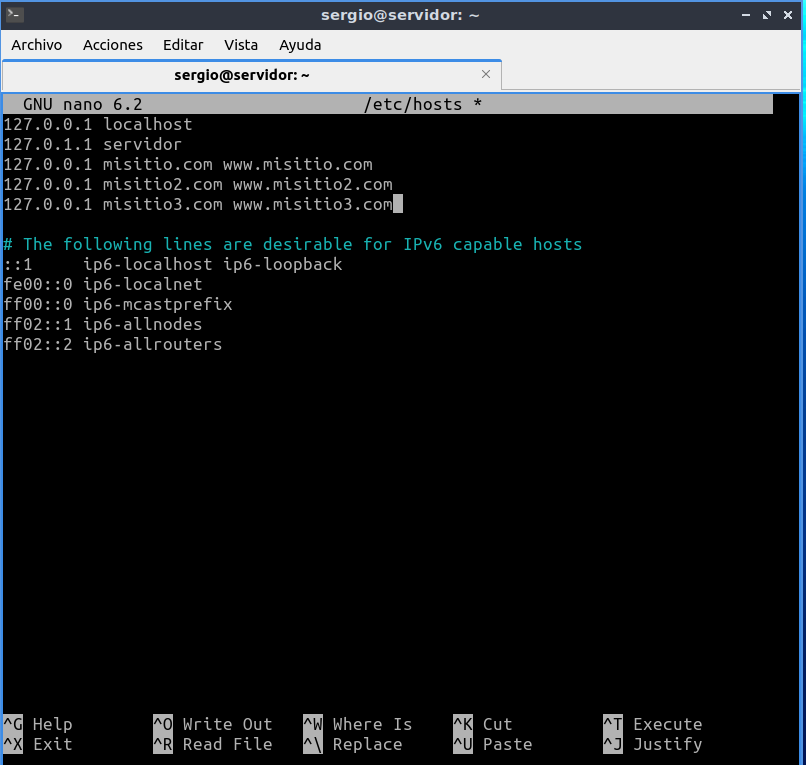 sergio@servidor: ~
Archivo Acciones Editar Vista Ayuda
sergio@servidor: ~
GNU nano 6.2 /etc/hosts *
127.0.0.1 localhost
127.0.1.1 servidor
127.0.0.1 misitio.com www.misitio.com
127.0.0.1 misitio2.com www.misitio2.com
127.0.0.1 misitio3.com www.misitio3.com
# The following lines are desirable for IPv6 capable hosts
::1     ip6-localhost ip6-loopback
fe00::0 ip6-localnet
ff00::0 ip6-mcastprefix
ff02::1 ip6-allnodes
ff02::2 ip6-allrouters
^G Help ^O Write Out ^W Where Is ^K Cut ^T Execute
^X Exit ^R Read File ^\ Replace ^U Paste ^J Justify